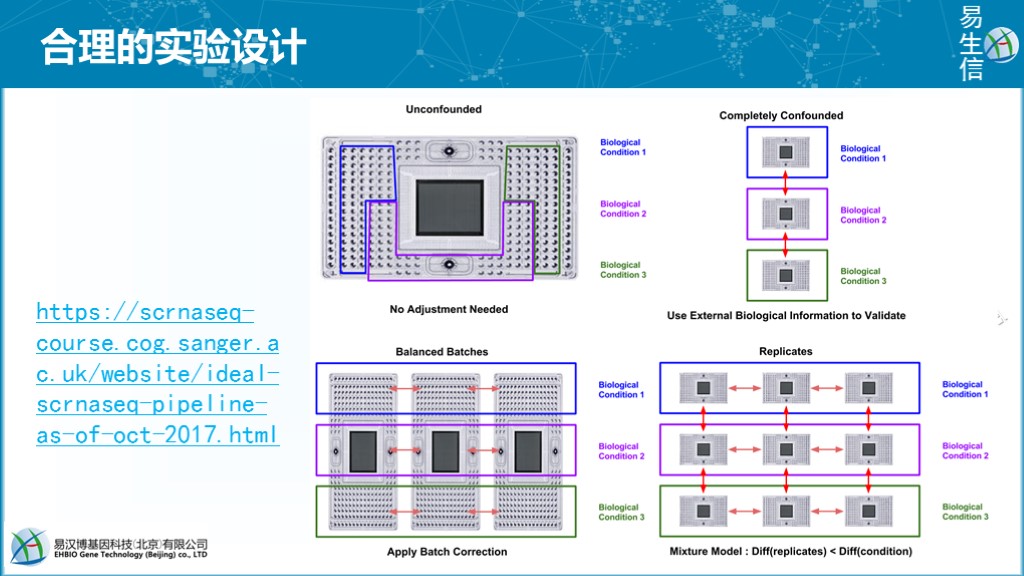 合理的实验设计
易
生
信
Unconfounded
Biological
Condition 1
Biological
Condition 2
Biological
Condition 3
No Adjustment Needed
Completely Confounded
Biological
Condition 1
Biological
Condition 2
Biological
Condition 3
Use External Biological Information to Validate
https://scrnaseq-
course.cog.sanger.a
c.uk/website/ideal-
scrnaseq-pipeline-
as-of-oct-2017.html
Balanced Batches
Biological
Condition 1
Biological
Condition 2
Biological
Condition 3
Apply Batch Correction
Replicates
Biological
Condition 1
Biological
Condition 2
Biological
Condition 3
Mixture Model : Diff(replicates) < Diff(condition)
易汉博基因科技(北京)有限公司
EHBIO Gene Technology (Beijing) co., LTD